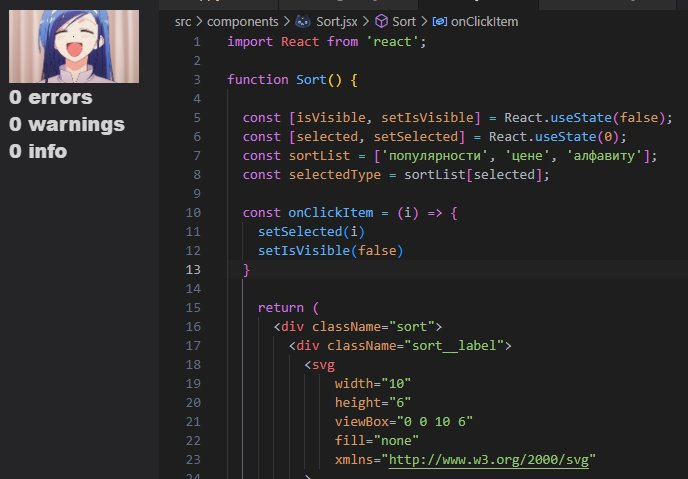 0 errors
0 warnings
0 info
src > components > Sort.jsx > Sort > onClickItem
1 import React from 'react';
2
3 function Sort() {
4
5 const [isVisible, setIsVisible] = React.useState(false);
6 const [selected, setSelected] = React.useState(0);
7 const sortList = ['популярности', 'цене', 'алфавиту'];
8 const selectedType = sortList[selected];
9
10 const onClickItem = (i) => {
11 setSelected(i)
12 setIsVisible(false)
13 }
14
15 return (
16 <div className="sort">
17 <div className="sort__label">
18 <svg
19 width="10"
20 height="6"
21 viewBox="0 0 10 6"
22 fill="none"
23 xmlns="http://www.w3.org/2000/svg"
24 >